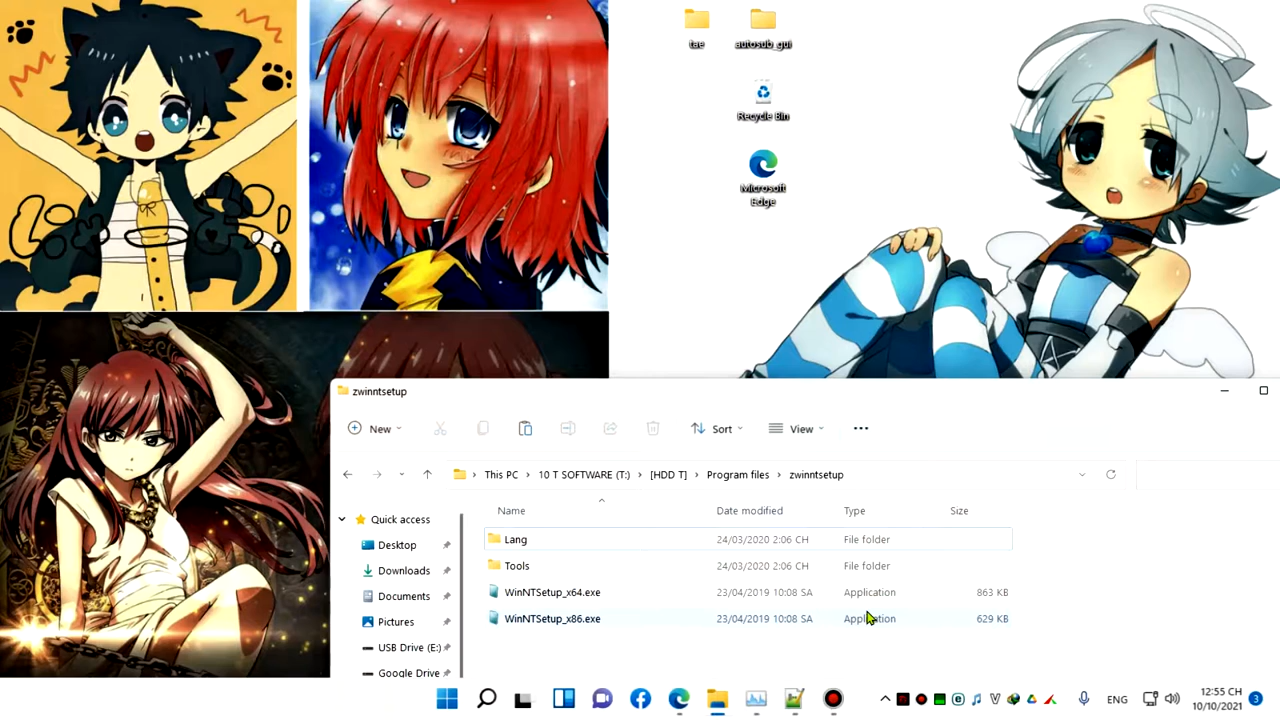 tae
autosub_gui
Recycle Bin
Microsoft
Edge
zwinntsetup
New
Sort
View
This PC > 10 T SOFTWARE (T:) > [HDD T] > Program files > zwinntsetup
Name Date modified Type Size
Quick access
Desktop
Downloads
Documents
Pictures
USB Drive (E:)
Google Drive
Lang 24/03/2020 2:06 CH File folder
Tools 24/03/2020 2:06 CH File folder
WinNTSetup_x64.exe 23/04/2019 10:08 SA Application 863 KB
WinNTSetup_x86.exe 23/04/2019 10:08 SA Application 629 KB
ENG
12:55 CH
10/10/2021
3